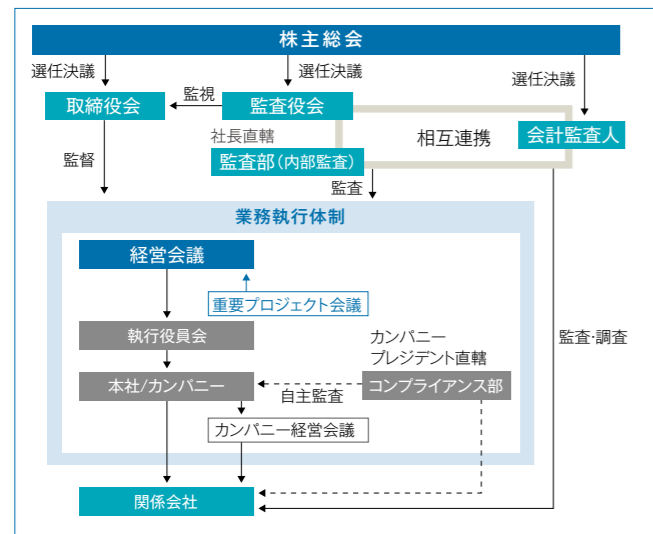 株主総会
選任決議
選任決議
選任決議
取締役会
監視
監査役会
会計監査人
社長直轄
相互連携
監査部（内部監査）
監督
監査
業務執行体制
経営会議
重要プロジェクト会議
執行役員会
カンパニー
プレジデント直轄
監査・調査
本社/カンパニー
自主監査
コンプライアンス部
カンパニー経営会議
関係会社